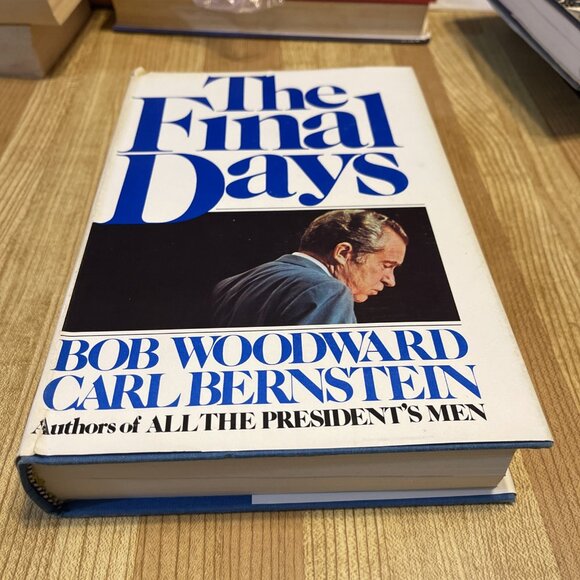 The
Final
Days
BOB WOODWARD
CARL BERNSTEIN
Authors of ALL THE PRESIDENT'S MEN